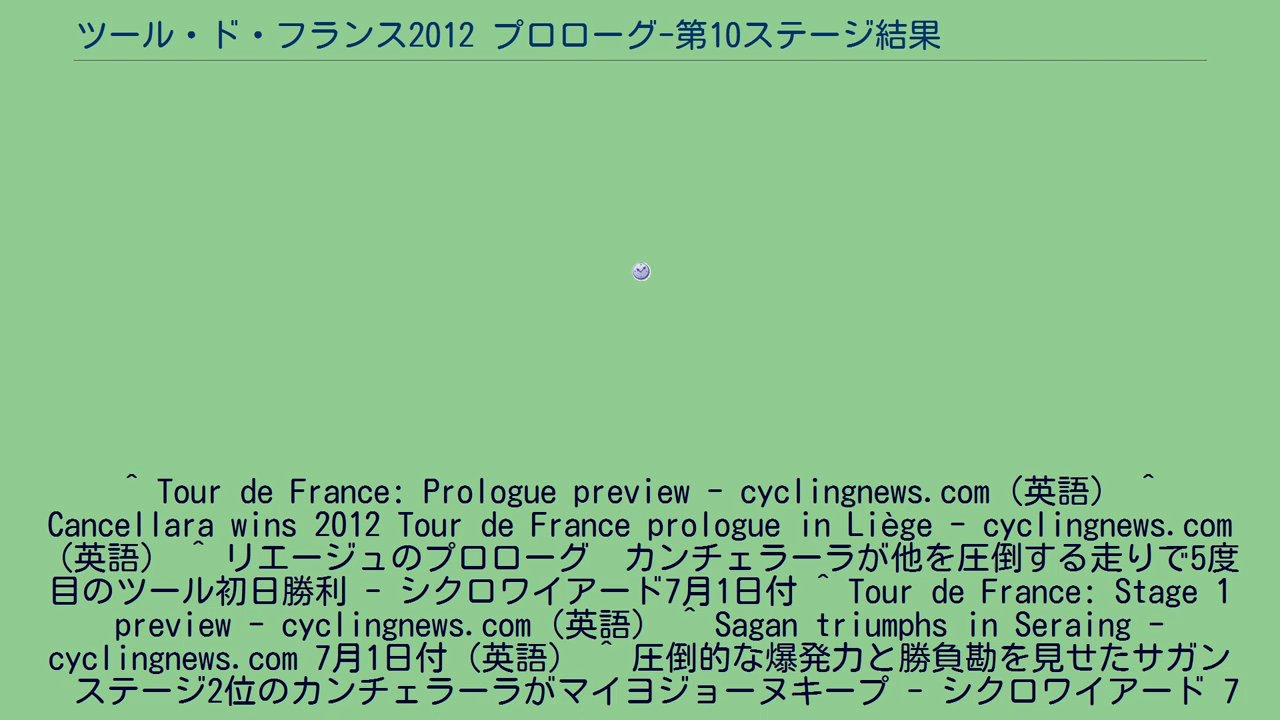 ツール・ド・フランス2012 プロローグ-第10ステージ結果
^ Tour de France: Prologue preview - cyclingnews.com（英語） ^
Cancellara wins 2012 Tour de France prologue in Liège - cyclingnews.com
（英語） ^ リエージュのプロローグ　カンチェラーラが他を圧倒する走りで5度
目のツール初日勝利 - シクロワイアード7月1日付 ^ Tour de France: Stage 1
preview - cyclingnews.com（英語） ^ Sagan triumphs in Seraing -
cyclingnews.com 7月1日付（英語） ^ 圧倒的な爆発力と勝負勘を見せたサガン
ステージ2位のカンチェラーラがマイヨジョーヌキープ - シクロワイアード 7